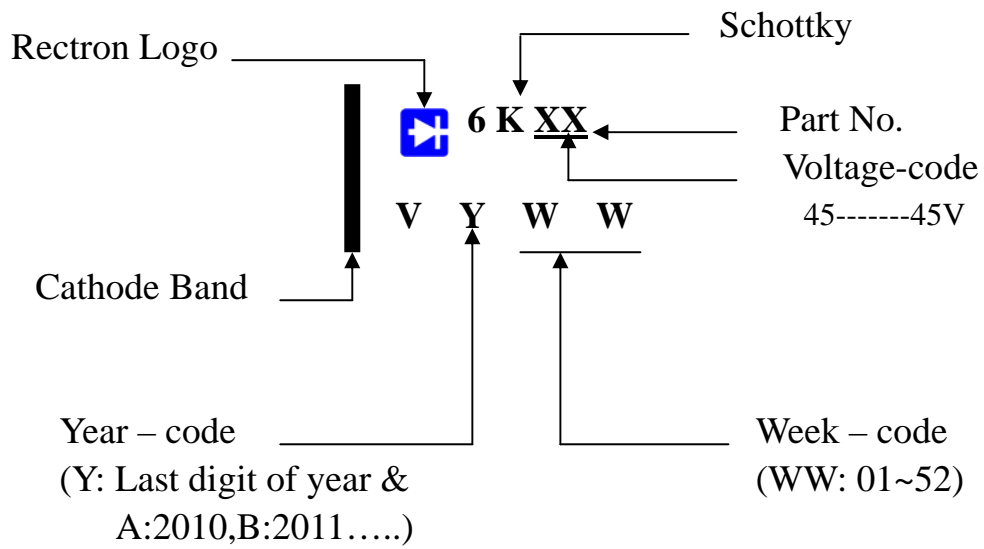 Schottky
Rectron Logo
6 K XX
Part No.
Voltage-code
45-------45V
V Y W W
Cathode Band
Year – code
(Y: Last digit of year &
A:2010,B:2011…..)
Week – code
(WW: 01~52)